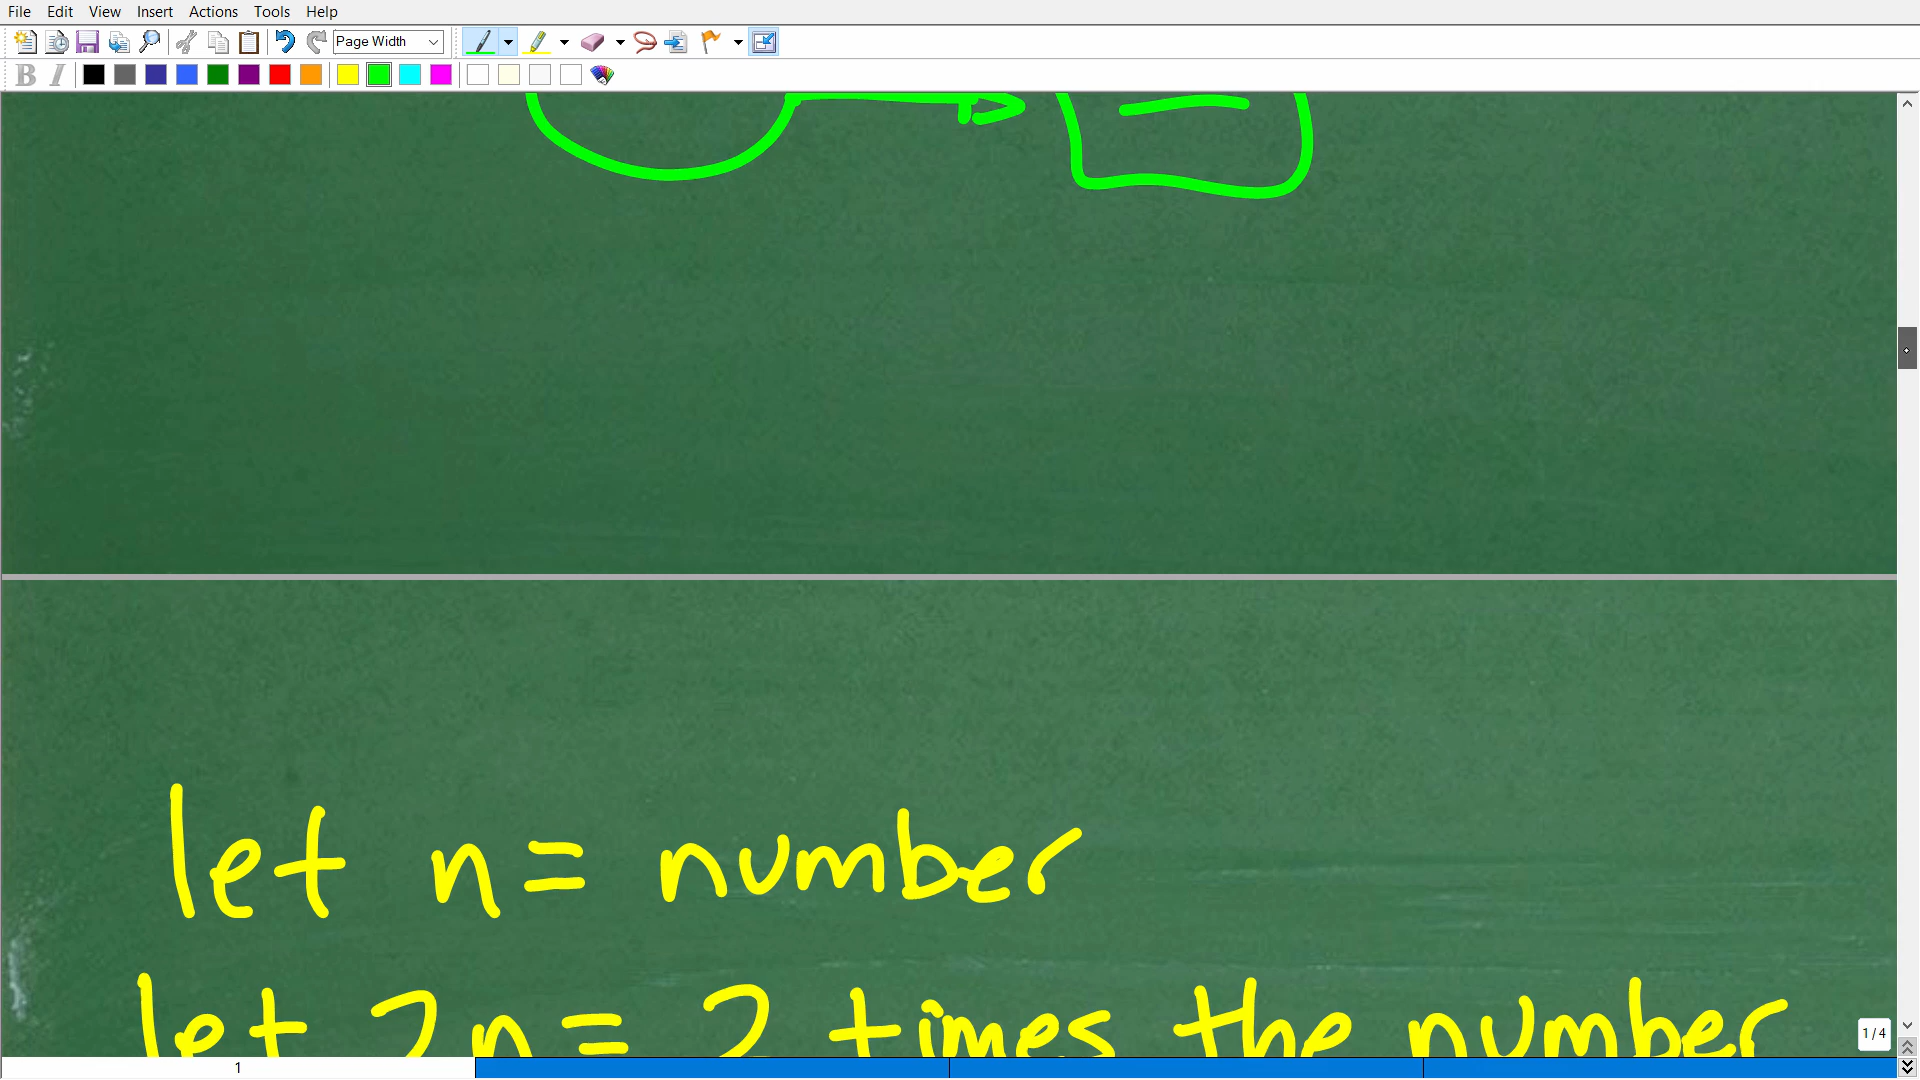 File Edit View Insert Actions Tools Help
Page Width
B I
let n = number
let 2n = 2 times the number
1 / 4
1